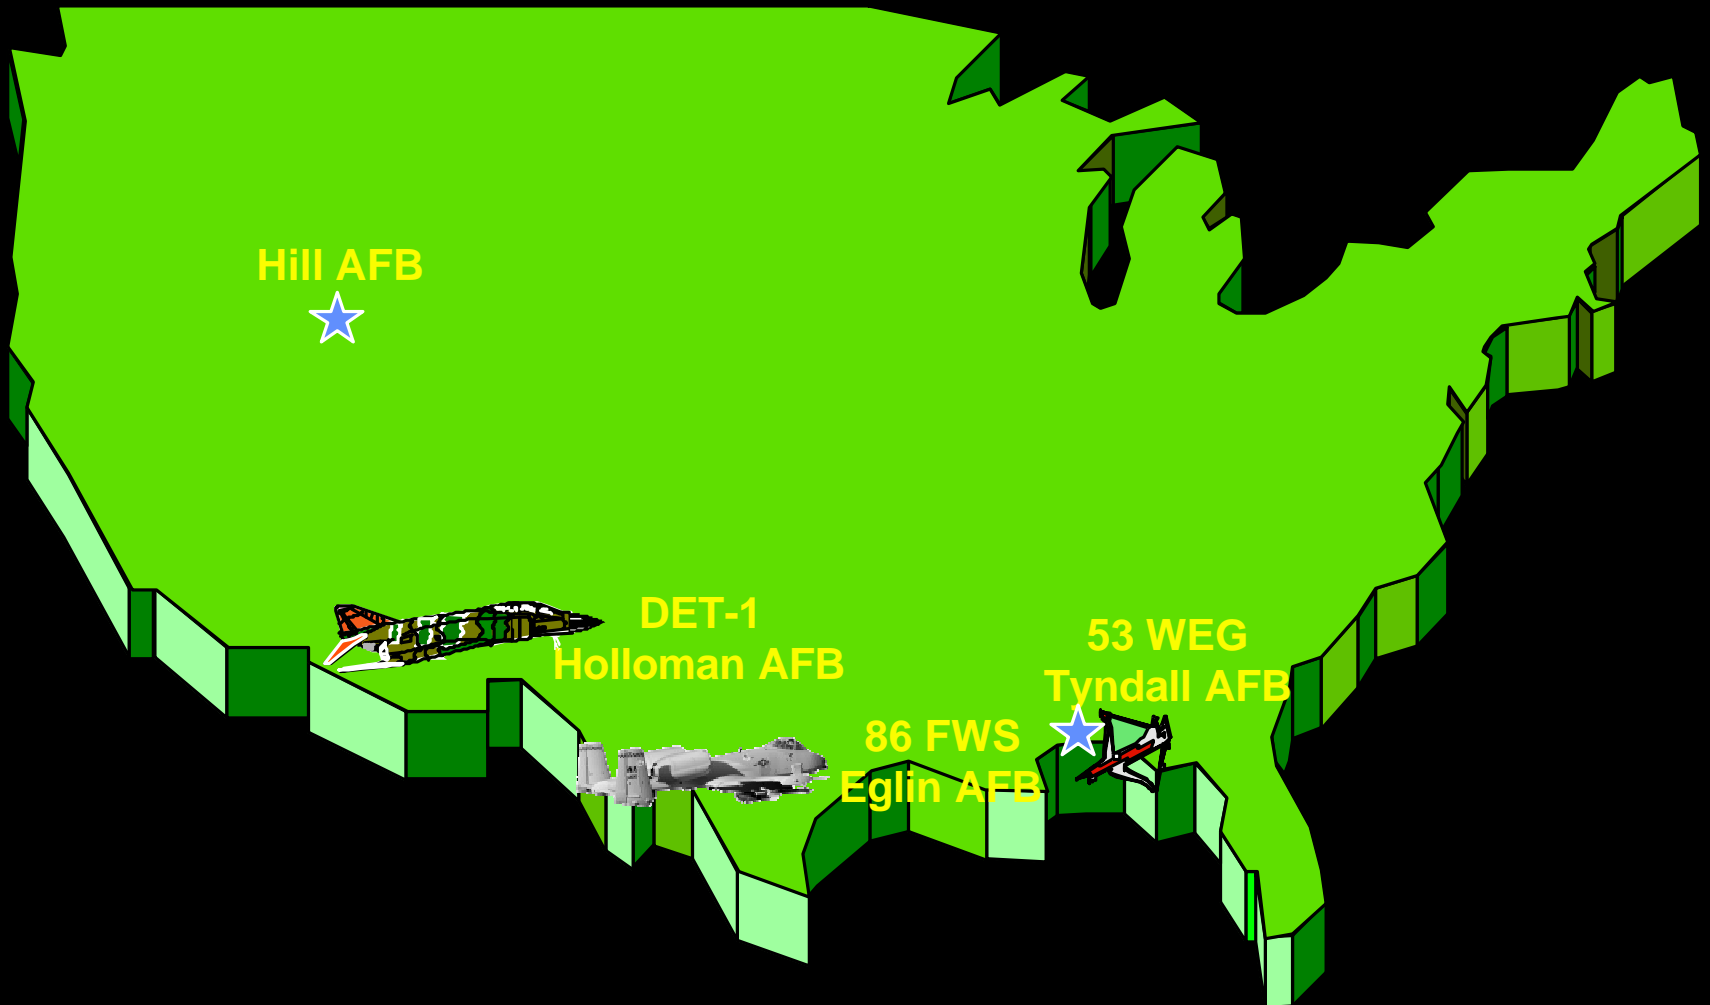 Hill AFB
DET-1
Holloman AFB
53 WEG
Tyndall AFB
86 FWS
Eglin AFB